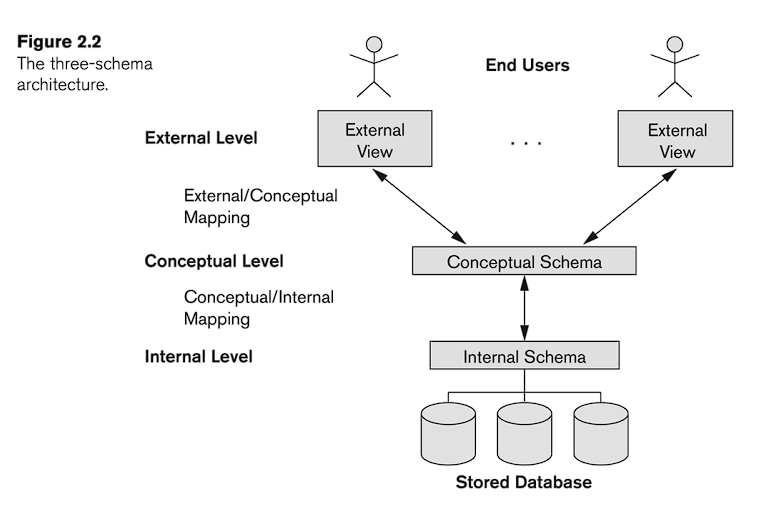 Figure 2.2
The three-schema
architecture.
End Users
External Level
External
View
. . .
External
View
External/Conceptual
Mapping
Conceptual Level
Conceptual Schema
Conceptual/Internal
Mapping
Internal Level
Internal Schema
Stored Database